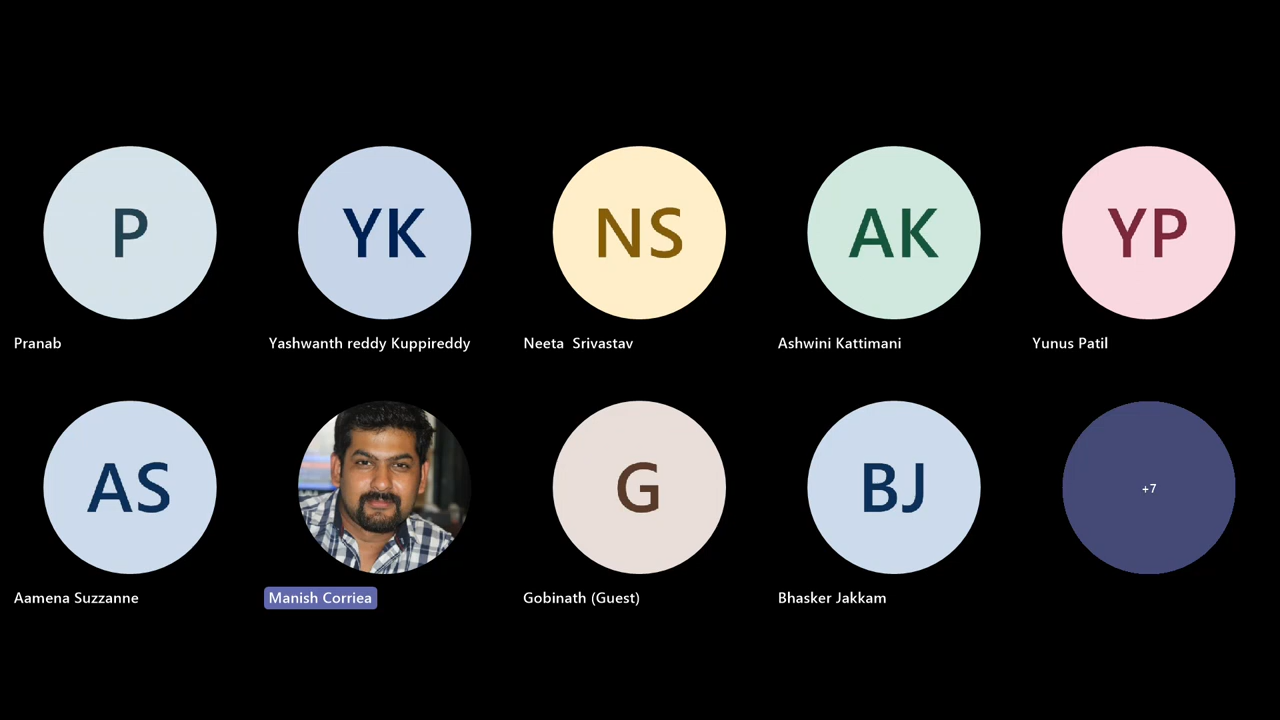 P
YK
NS
AK
YP
Pranab
Yashwanth reddy Kuppireddy
Neeta  Srivastav
Ashwini Kattimani
Yunus Patil
AS
G
BJ
+7
Aamena Suzzanne
Manish Corriea
Gobinath (Guest)
Bhasker Jakkam